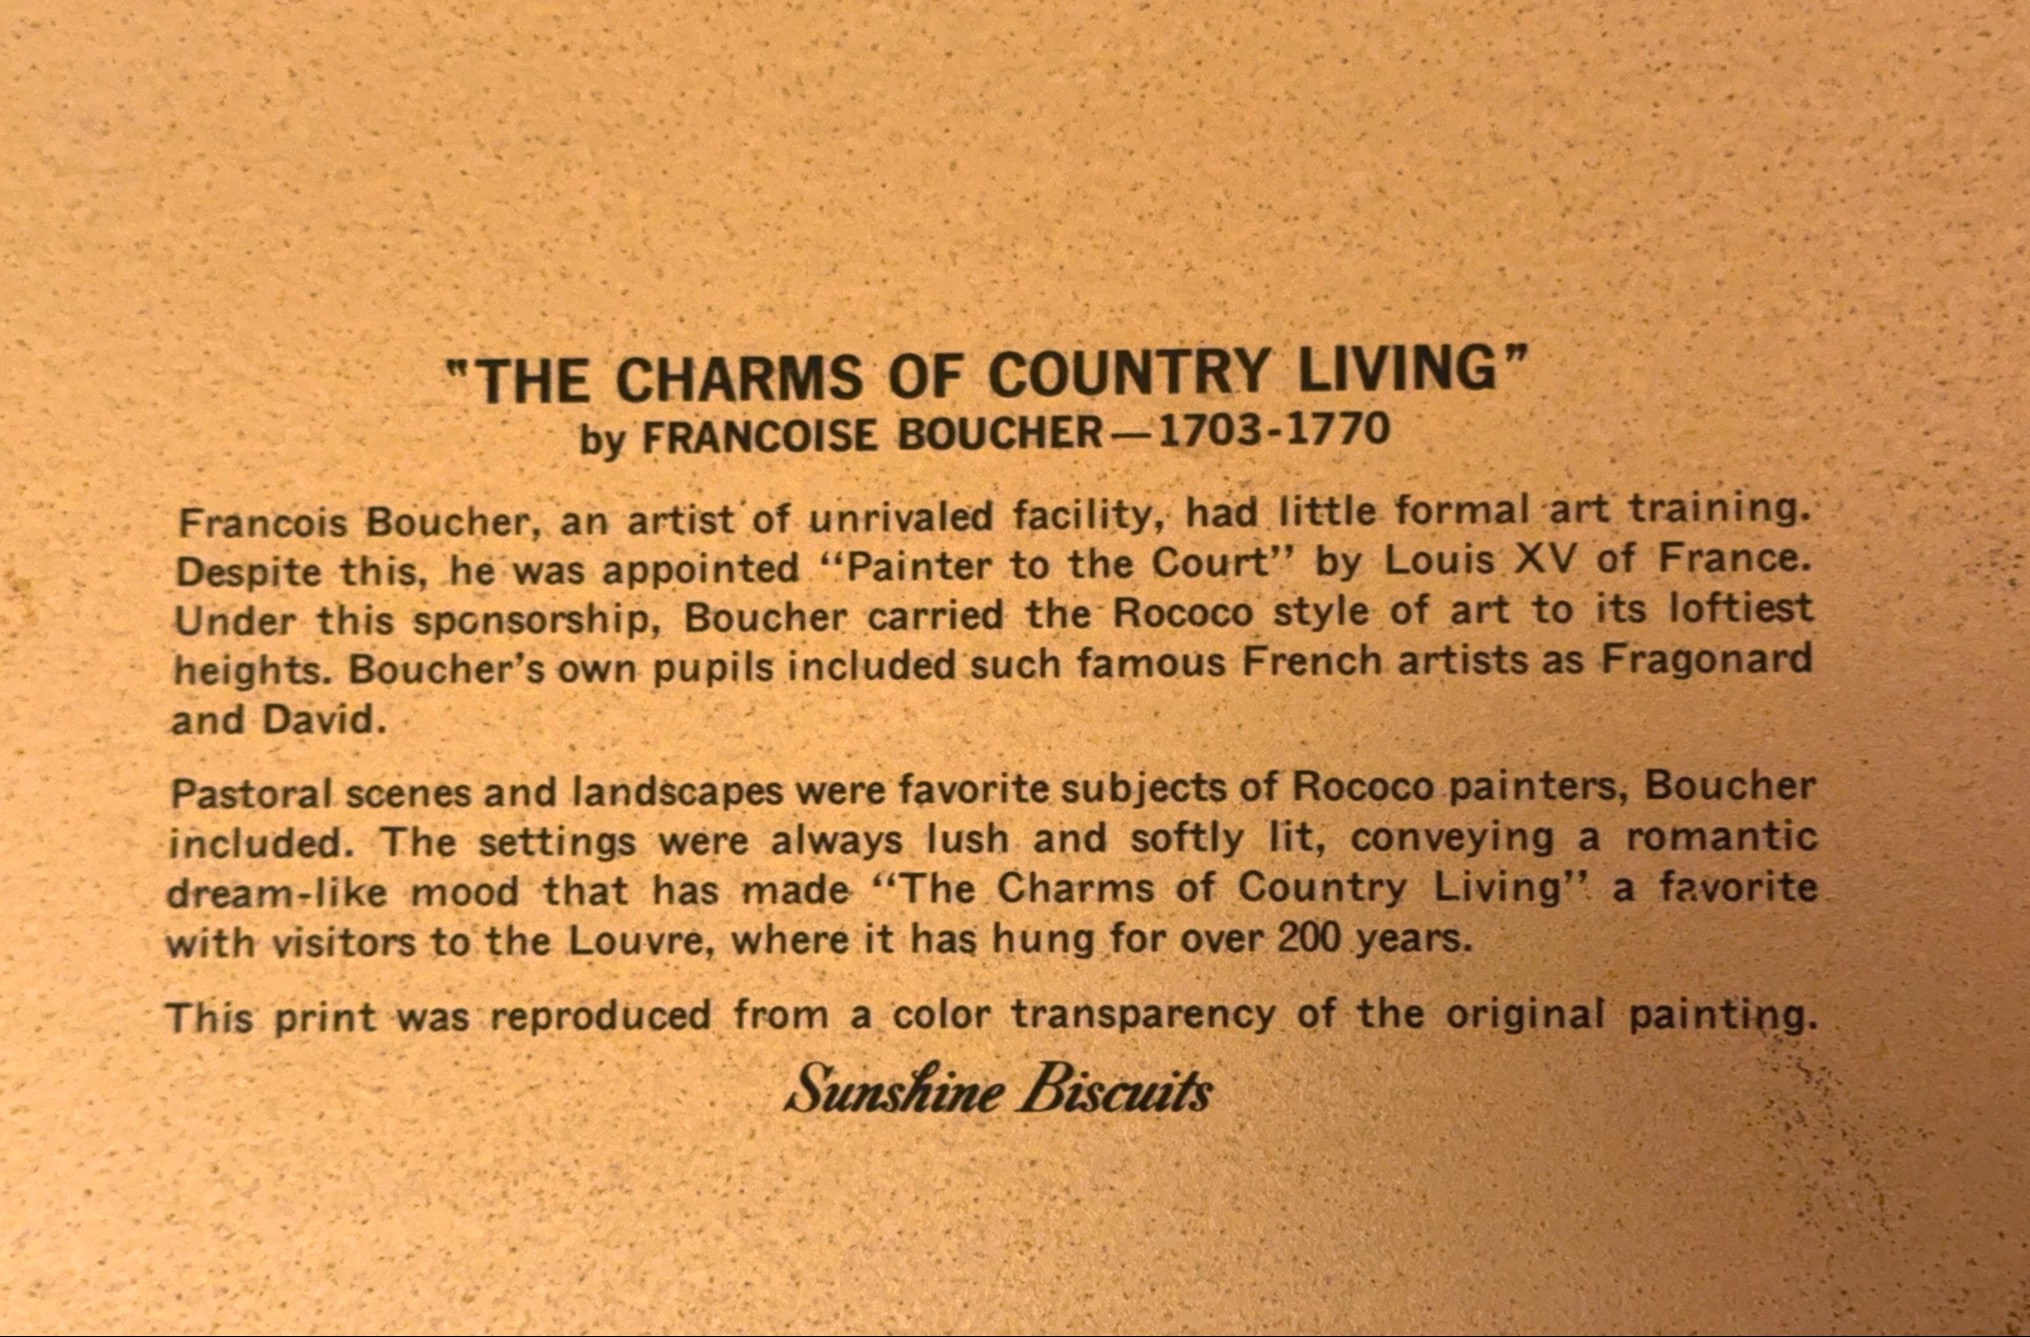 "THE CHARMS OF COUNTRY LIVING"
by FRANCOISE BOUCHER—1703-1770
Francois Boucher, an artist of unrivaled facility, had little formal art training.
Despite this, he was appointed "Painter to the Court" by Louis XV of France.
Under this sponsorship, Boucher carried the Rococo style of art to its loftiest
heights. Boucher's own pupils included such famous French artists as Fragonard
and David.
Pastoral scenes and landscapes were favorite subjects of Rococo painters, Boucher
included. The settings were always lush and softly lit, conveying a romantic
dream-like mood that has made "The Charms of Country Living" a favorite
with visitors to the Louvre, where it has hung for over 200 years.
This print was reproduced from a color transparency of the original painting.
Sunshine Biscuits